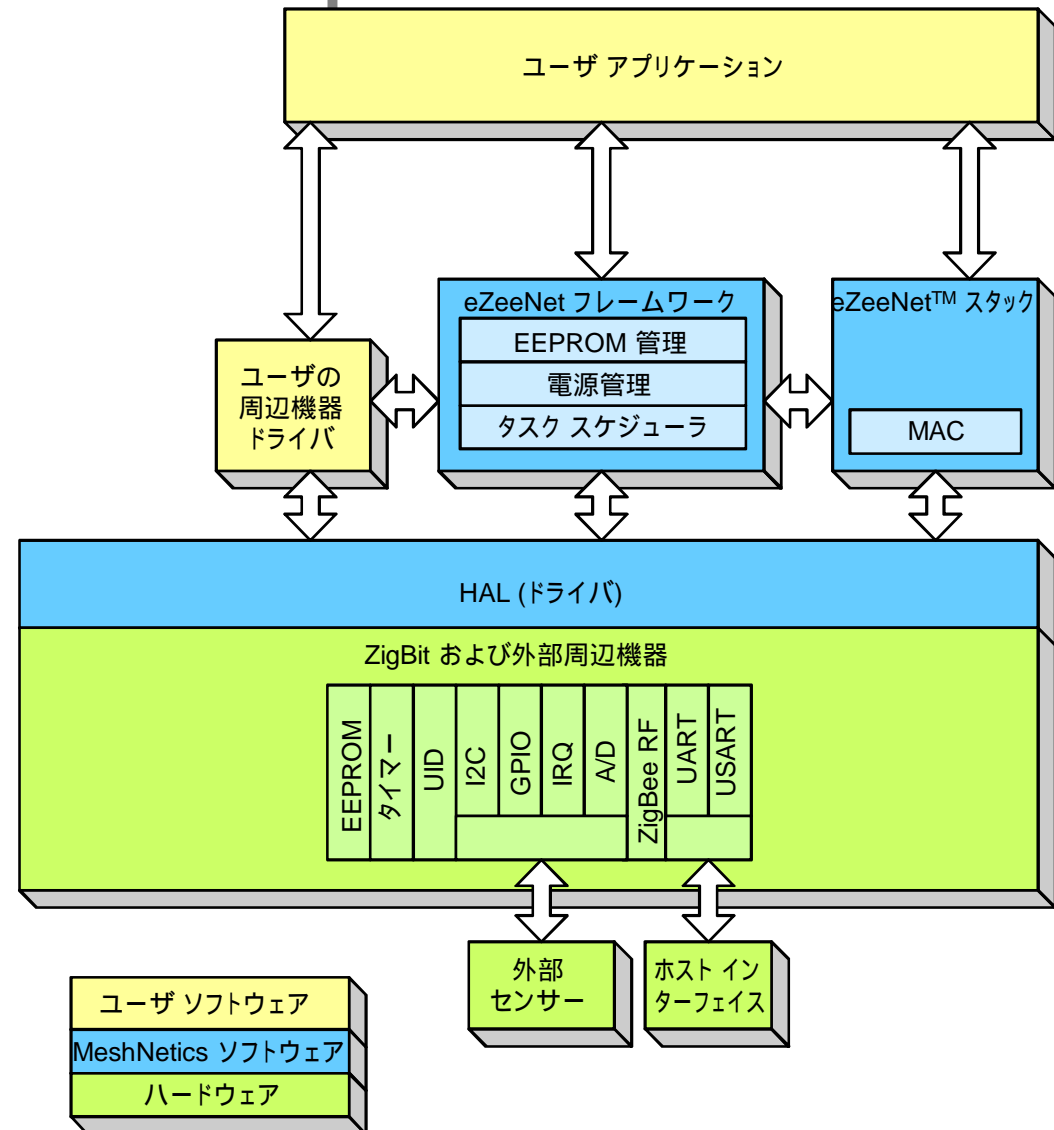 ユーザ アプリケーション
eZeeNet フレームワーク
EEPROM 管理
電源管理
タスク スケジューラ
eZeeNet™ スタック
MAC
ユーザの
周辺機器
ドライバ
HAL (ドライバ)
ZigBit および外部周辺機器
EEPROM
タイマー
UID
I2C
GPIO
IRQ
A/D
ZigBee RF
UART
USART
外部
センサー
ホスト イン
ターフェイス
ユーザ ソフトウェア
MeshNetics ソフトウェア
ハードウェア